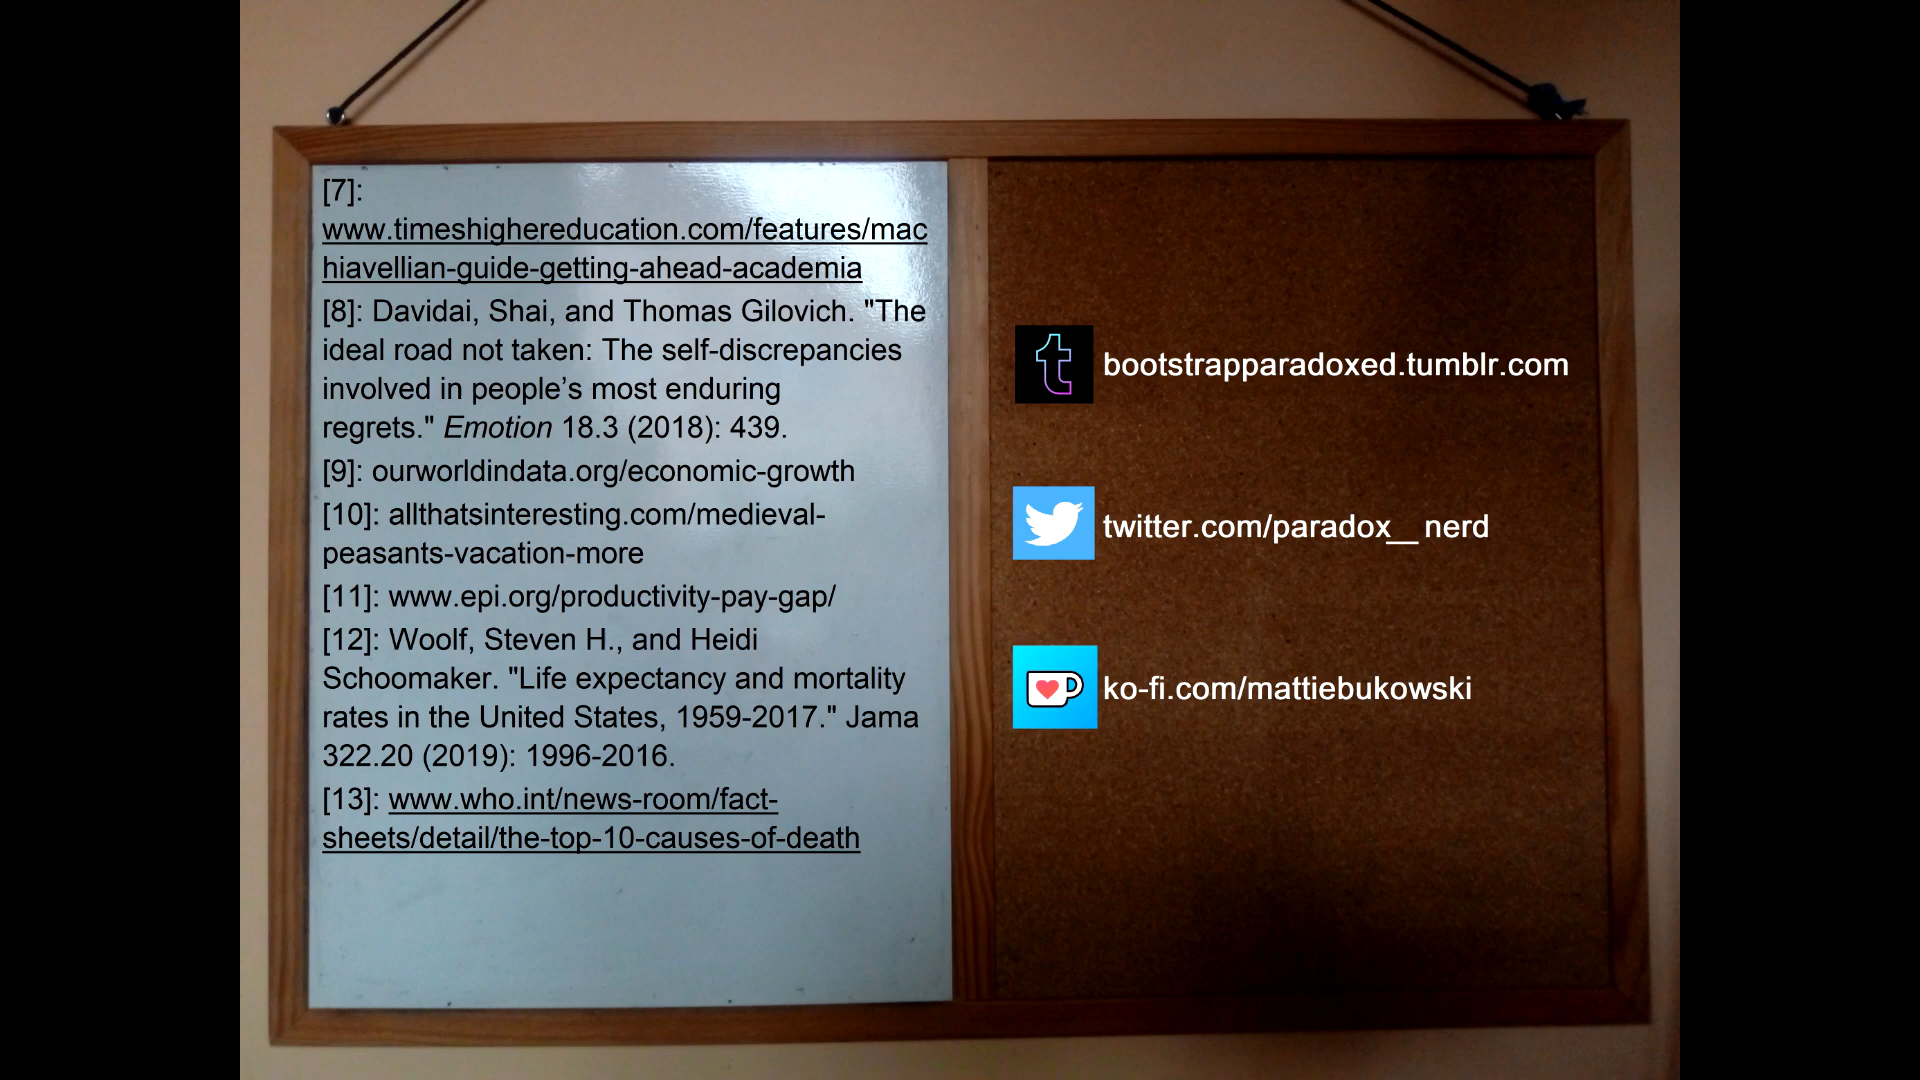 [7]:
www.timeshighereducation.com/features/mac
hiavellian-guide-getting-ahead-academia
[8]: Davidai, Shai, and Thomas Gilovich. "The
ideal road not taken: The self-discrepancies
involved in people’s most enduring
regrets." Emotion 18.3 (2018): 439.
[9]: ourworldindata.org/economic-growth
[10]: allthatsinteresting.com/medieval-
peasants-vacation-more
[11]: www.epi.org/productivity-pay-gap/
[12]: Woolf, Steven H., and Heidi
Schoomaker. "Life expectancy and mortality
rates in the United States, 1959-2017." Jama
322.20 (2019): 1996-2016.
[13]: www.who.int/news-room/fact-
sheets/detail/the-top-10-causes-of-death
bootstrapparadoxed.tumblr.com
twitter.com/paradox__nerd
ko-fi.com/mattiebukowski